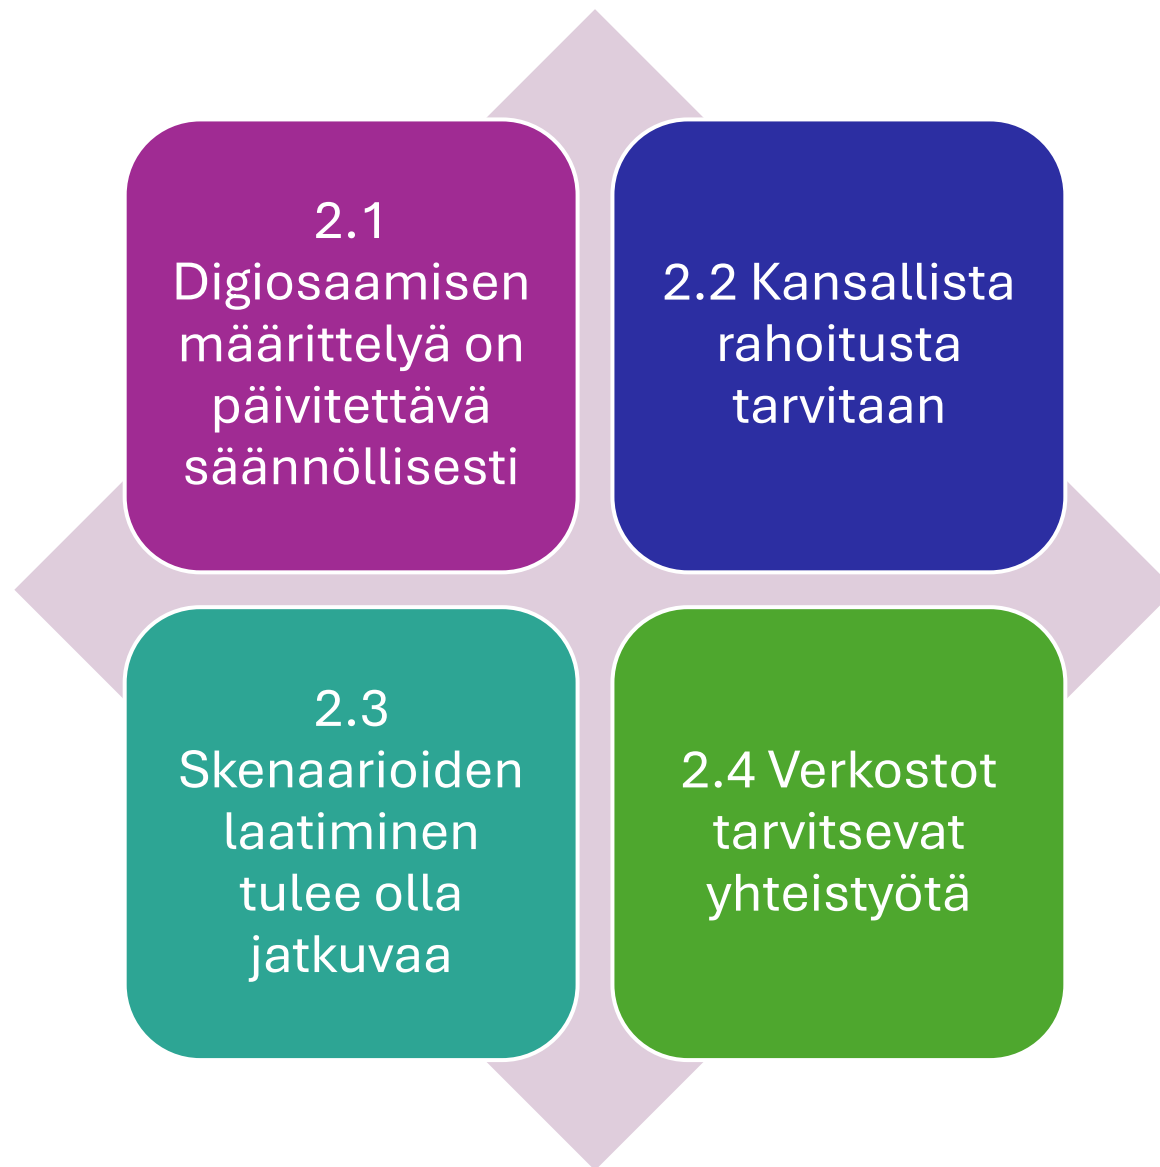 2.1
Digiosaamisen
määrittelyä on
päivitettävä
säännöllisesti
2.2 Kansallista
rahoitusta
tarvitaan
2.3
Skenaarioiden
laatiminen
tulee olla
jatkuvaa
2.4 Verkostot
tarvitsevat
yhteistyötä